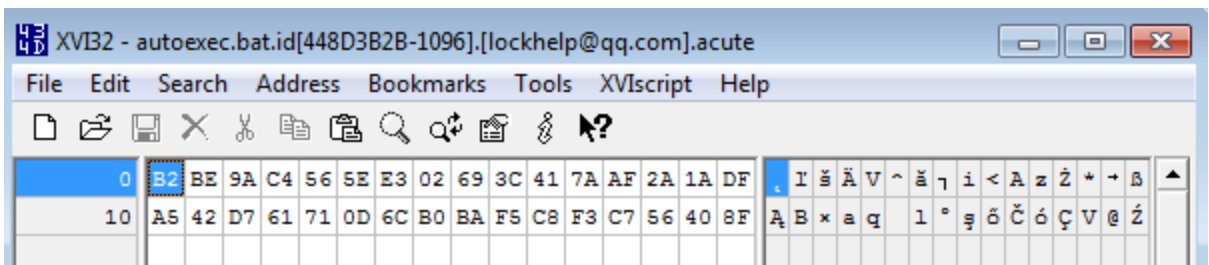 XVI32 - autoexec.bat.id[448D3B2B-1096].[lockhelp@qq.com].acute
File Edit Search Address Bookmarks Tools XVIscript Help
0 B2 BE 9A C4 56 5E E3 02 69 3C 41 7A AF 2A 1A DF ˛ ľ š Ä V ^ ă ┐ i < A z Ż * → ß
10 A5 42 D7 61 71 0D 6C B0 BA F5 C8 F3 C7 56 40 8F Ą B × a q l ° ş ő Č ó Ç V @ Ź